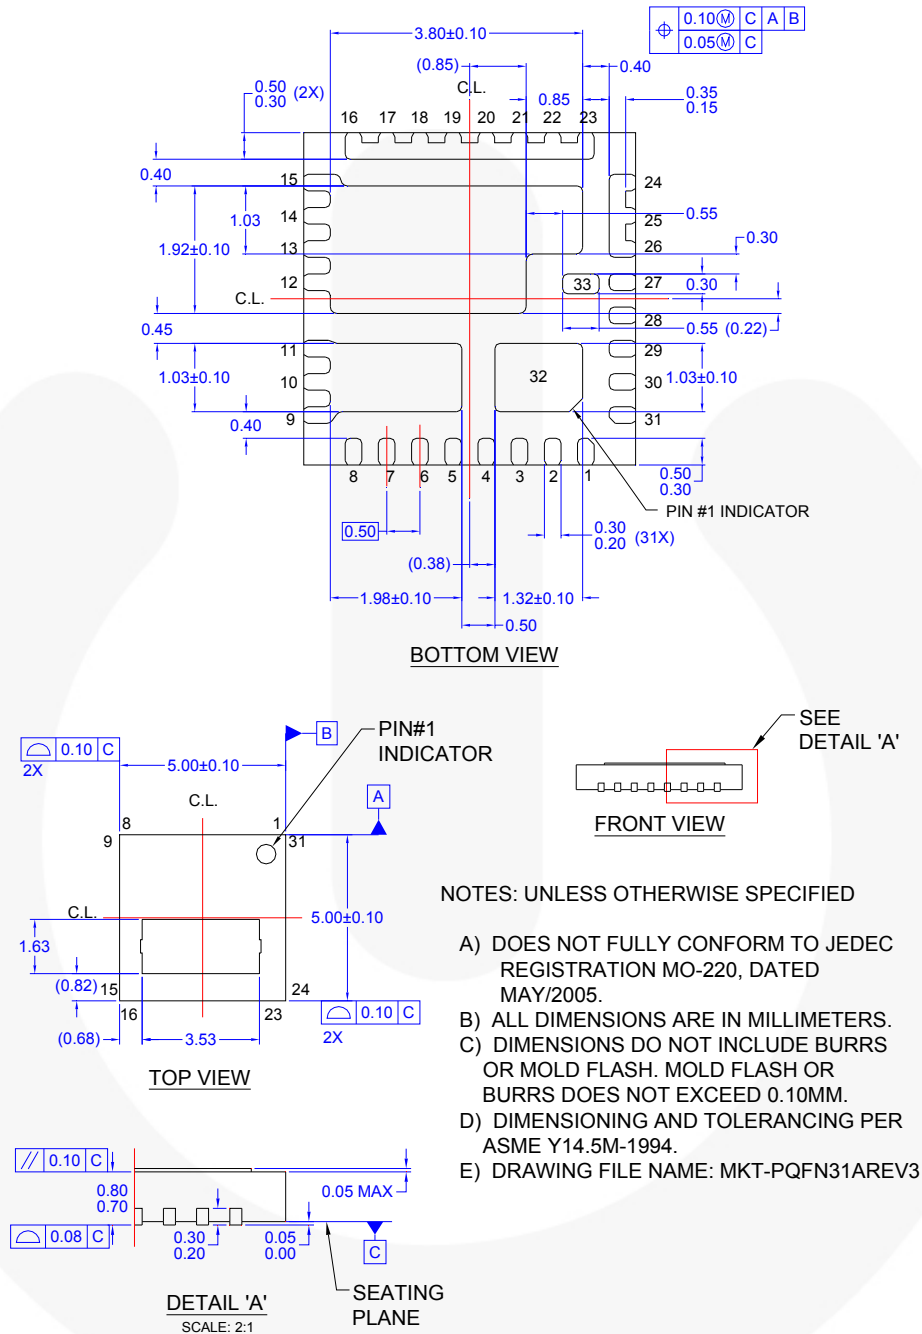 0.10Ⓜ C A B
0.05Ⓜ C
3.80±0.10
(0.85)
0.40
C.L.
0.50
0.30 (2X)
0.85
0.35
0.15
16 17 18 19 20 21 22 23
0.40
15
24
14
1.03
0.55
25
1.92±0.10
13
26
0.30
12
33
27
0.30
C.L.
28
0.55 (0.22)
0.45
11
29
1.03±0.10
10
32
30
1.03±0.10
0.40
9
31
8 7 6 5 4 3 2 1
0.50
0.30
PIN #1 INDICATOR
0.50
0.30
0.20 (31X)
(0.38)
1.98±0.10
1.32±0.10
0.50
BOTTOM VIEW
0.10 C
2X
B
PIN#1
INDICATOR
5.00±0.10
C.L.
A
8
1
9
31
C.L.
5.00±0.10
1.63
(0.82)
15
24
16
23
0.10 C
2X
(0.68)
3.53
TOP VIEW
SEE
DETAIL 'A'
FRONT VIEW
NOTES: UNLESS OTHERWISE SPECIFIED
A) DOES NOT FULLY CONFORM TO JEDEC
REGISTRATION MO-220, DATED
MAY/2005.
B) ALL DIMENSIONS ARE IN MILLIMETERS.
C) DIMENSIONS DO NOT INCLUDE BURRS
OR MOLD FLASH. MOLD FLASH OR
BURRS DOES NOT EXCEED 0.10MM.
D) DIMENSIONING AND TOLERANCING PER
ASME Y14.5M-1994.
E) DRAWING FILE NAME: MKT-PQFN31AREV3
// 0.10 C
0.80
0.70
0.05 MAX
0.08 C
0.30
0.20
0.05
0.00
C
SEATING
PLANE
DETAIL 'A'
SCALE: 2:1